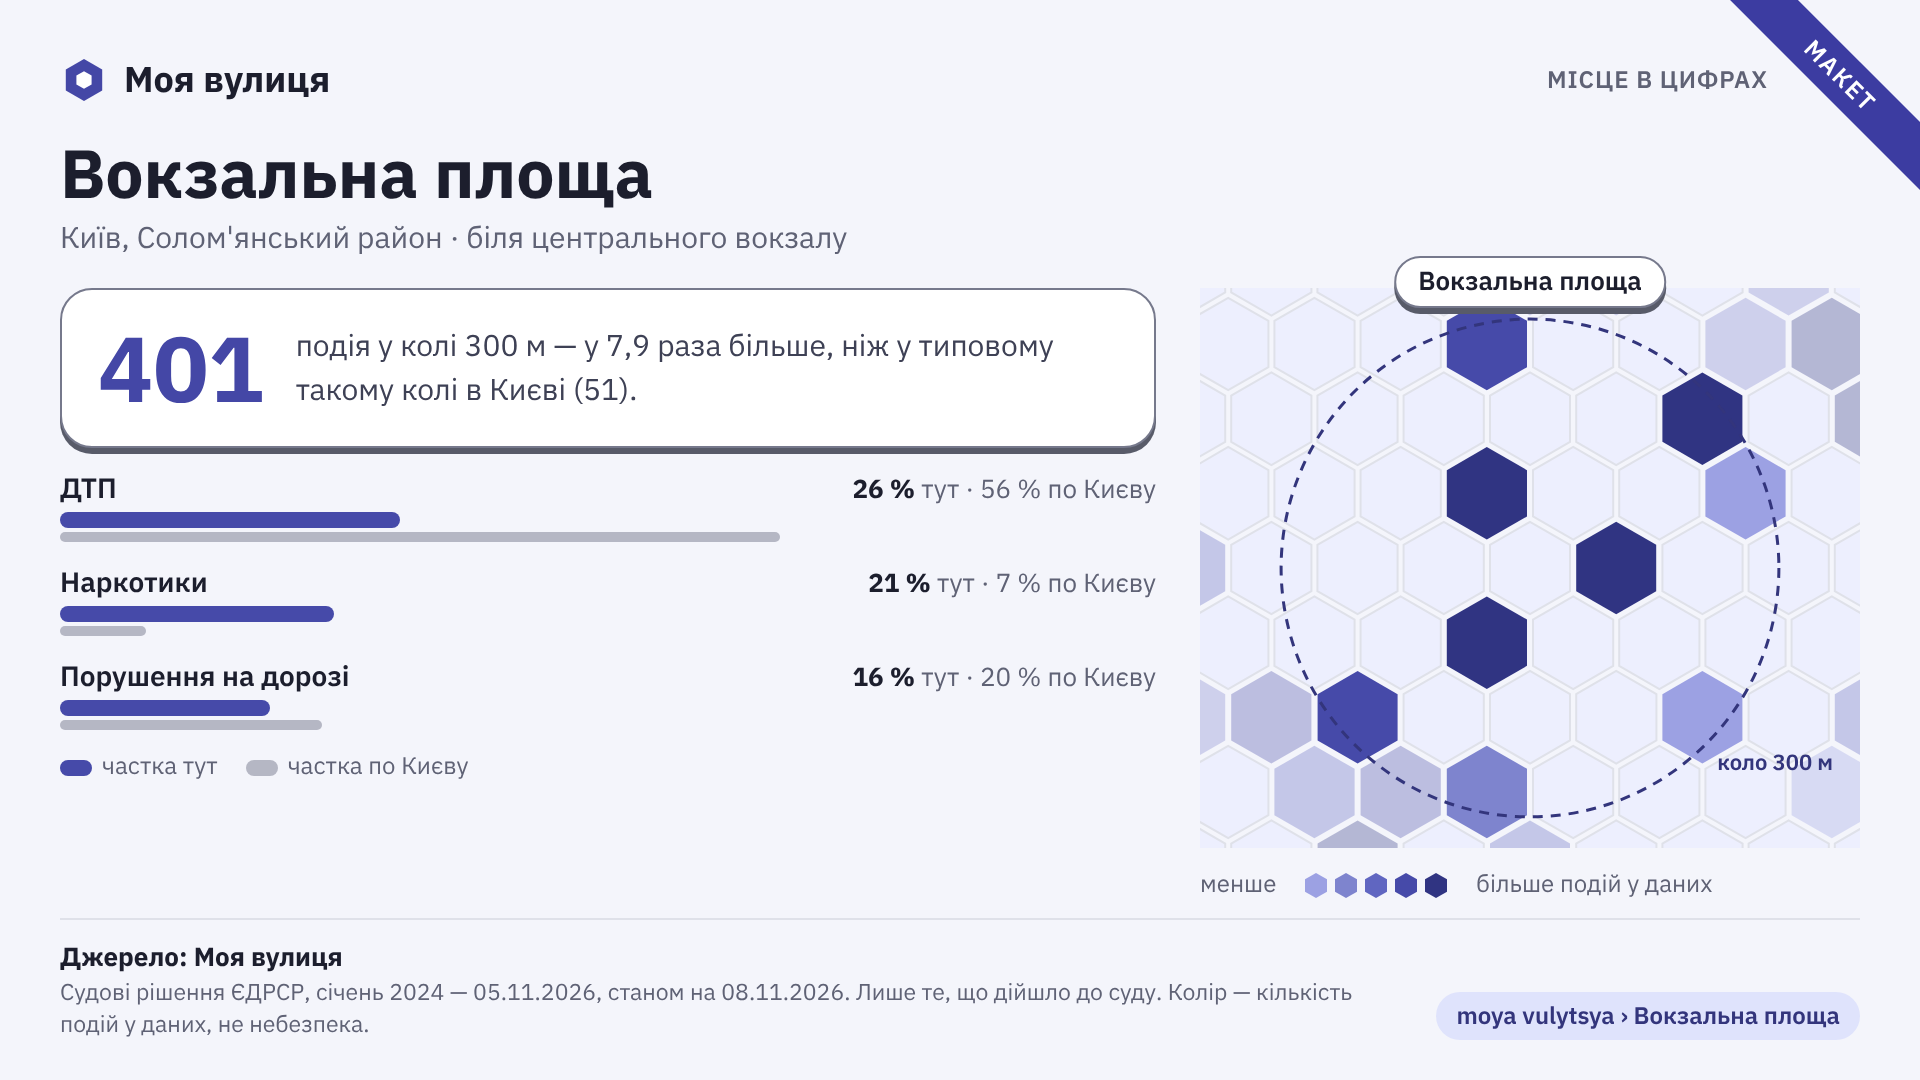 Моя вулиця
МІСЦЕ В ЦИФРАХ
МАКЕТ
Вокзальна площа
Київ, Солом'янський район · біля центрального вокзалу
401
подія у колі 300 м — у 7,9 раза більше, ніж у типовому
такому колі в Києві (51).
ДТП
26 % тут · 56 % по Києву
Наркотики
21 % тут · 7 % по Києву
Порушення на дорозі
16 % тут · 20 % по Києву
частка тут
частка по Києву
Вокзальна площа
коло 300 м
менше
більше подій у даних
Джерело: Моя вулиця
Судові рішення ЄДРСР, січень 2024 — 05.11.2026, станом на 08.11.2026. Лише те, що дійшло до суду. Колір — кількість
подій у даних, не небезпека.
moya vulytsya › Вокзальна площа